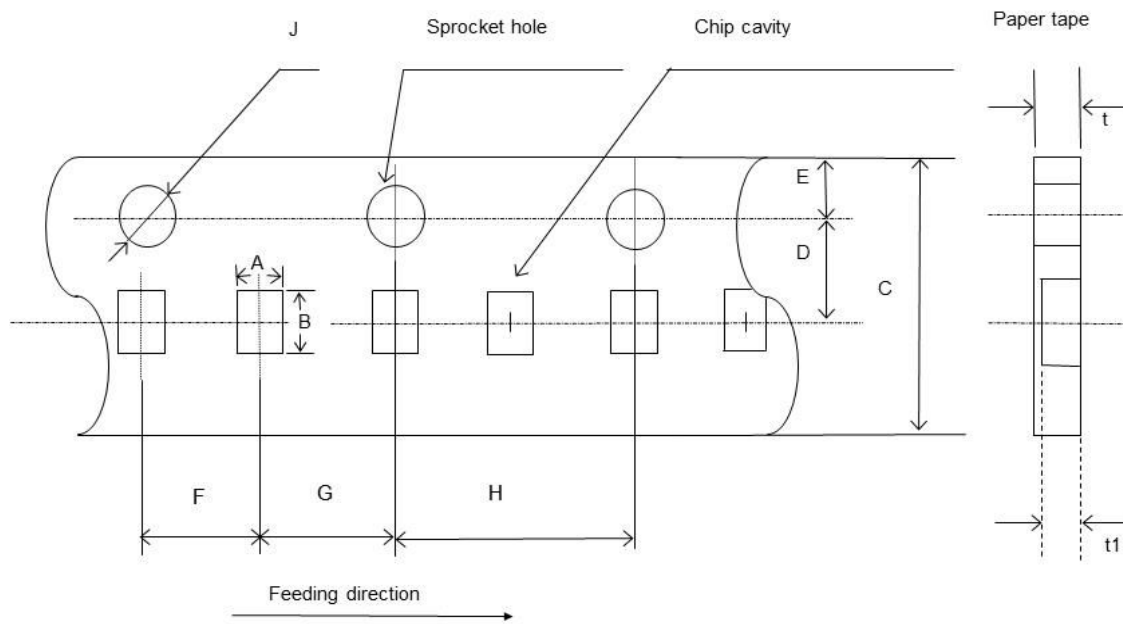 J
Sprocket hole
Chip cavity
Paper tape
t
E
A
D
B
C
F
G
H
t1
Feeding direction